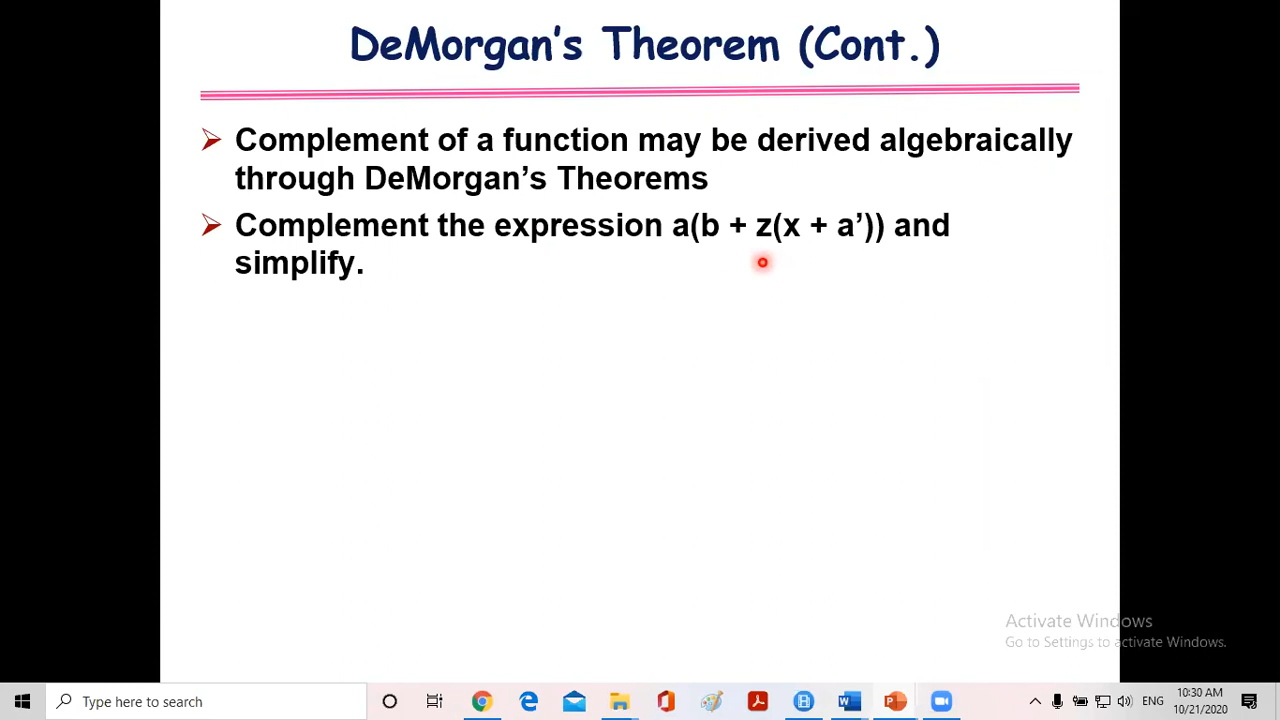 DeMorgan’s Theorem (Cont.)
Complement of a function may be derived algebraically
through DeMorgan’s Theorems
Complement the expression a(b + z(x + a’)) and
simplify.
Activate Windows
Go to Settings to activate Windows.
Type here to search
ENG
10:30 AM
10/21/2020